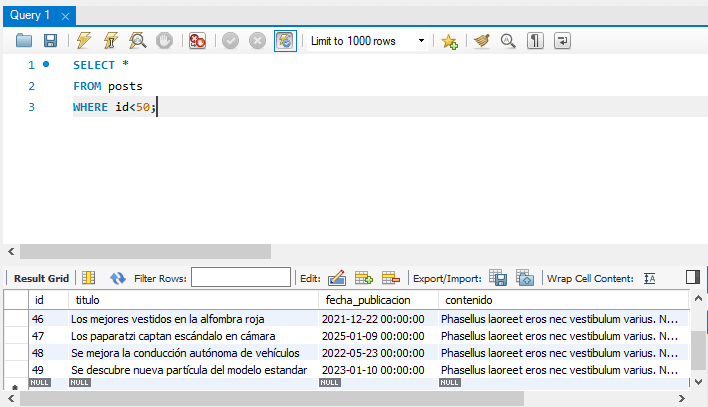 Query 1
Limit to 1000 rows
1 SELECT *
2 FROM posts
3 WHERE id<50;
Result Grid Filter Rows: Edit: Export/Import: Wrap Cell Content:
id titulo fecha_publicacion contenido
46 Los mejores vestidos en la alfombra roja 2021-12-22 00:00:00 Phasellus laoreet eros nec vestibulum varius. N...
47 Los paparatzi captan escándalo en cámara 2025-01-09 00:00:00 Phasellus laoreet eros nec vestibulum varius. N...
48 Se mejora la conducción autónoma de vehículos 2022-05-23 00:00:00 Phasellus laoreet eros nec vestibulum varius. N...
49 Se descubre nueva partícula del modelo estandar 2023-01-10 00:00:00 Phasellus laoreet eros nec vestibulum varius. N...
NULL NULL NULL NULL